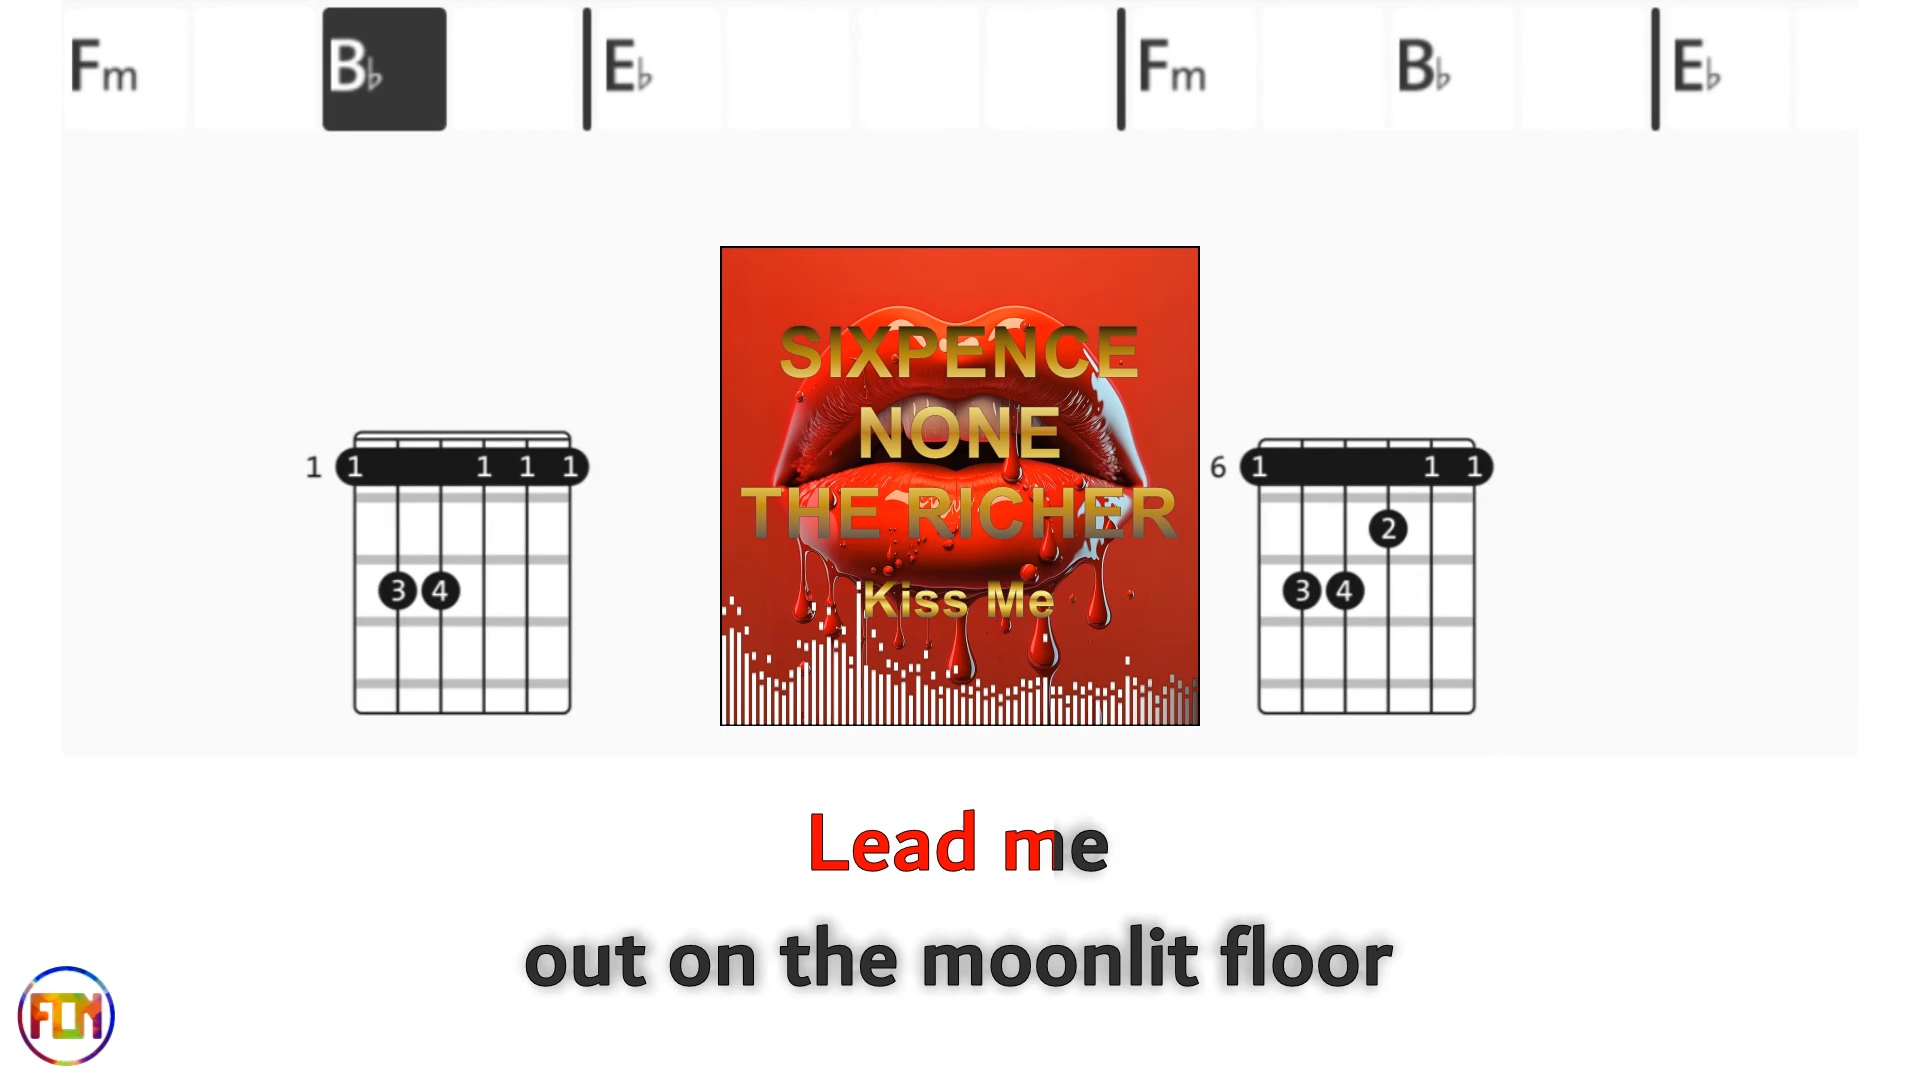 Fm B♭ E♭ Fm B♭ E♭
SIXPENCE
NONE
THE RICHER
Kiss Me
1 1 1 1 1
3 4
6 1 1 1
2
3 4
Lead me
out on the moonlit floor
FOM